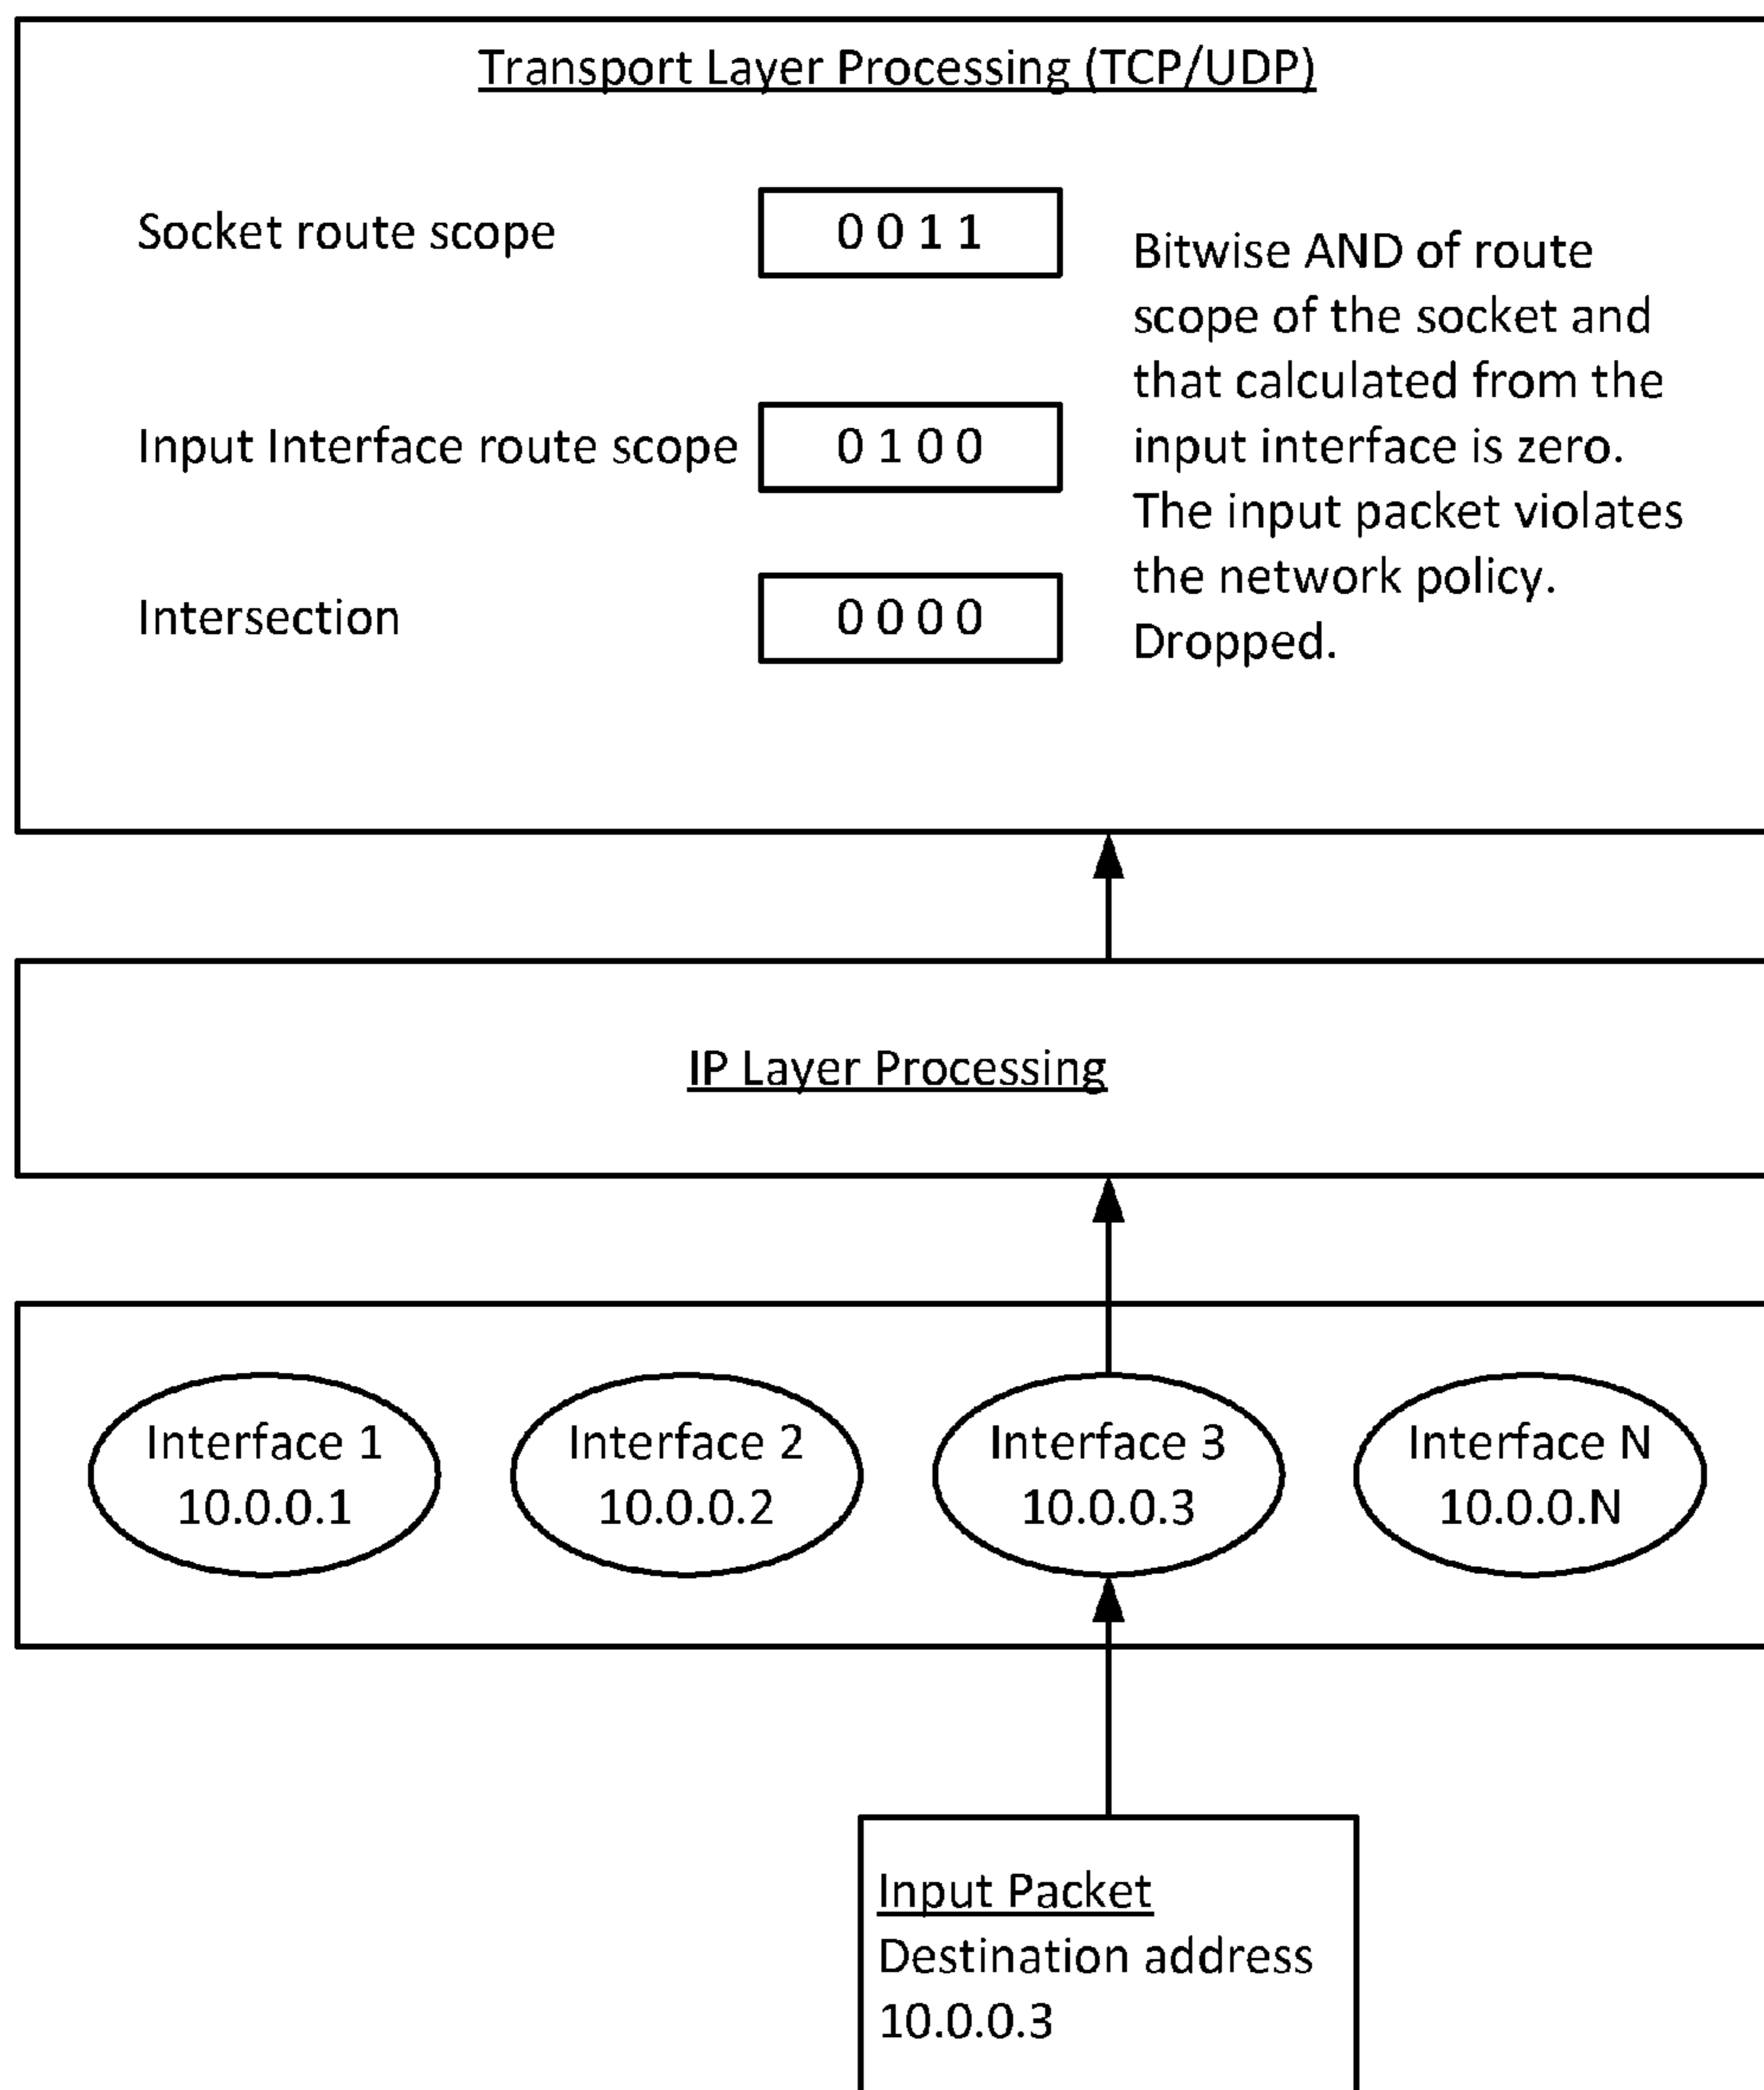 Transport Layer Processing (TCP/UDP)
Socket route scope
0 0 1 1
Input Interface route scope
0 1 0 0
Intersection
0 0 0 0
Bitwise AND of route
scope of the socket and
that calculated from the
input interface is zero.
The input packet violates
the network policy.
Dropped.
IP Layer Processing
Interface 1
10.0.0.1
Interface 2
10.0.0.2
Interface 3
10.0.0.3
Interface N
10.0.0.N
Input Packet
Destination address
10.0.0.3